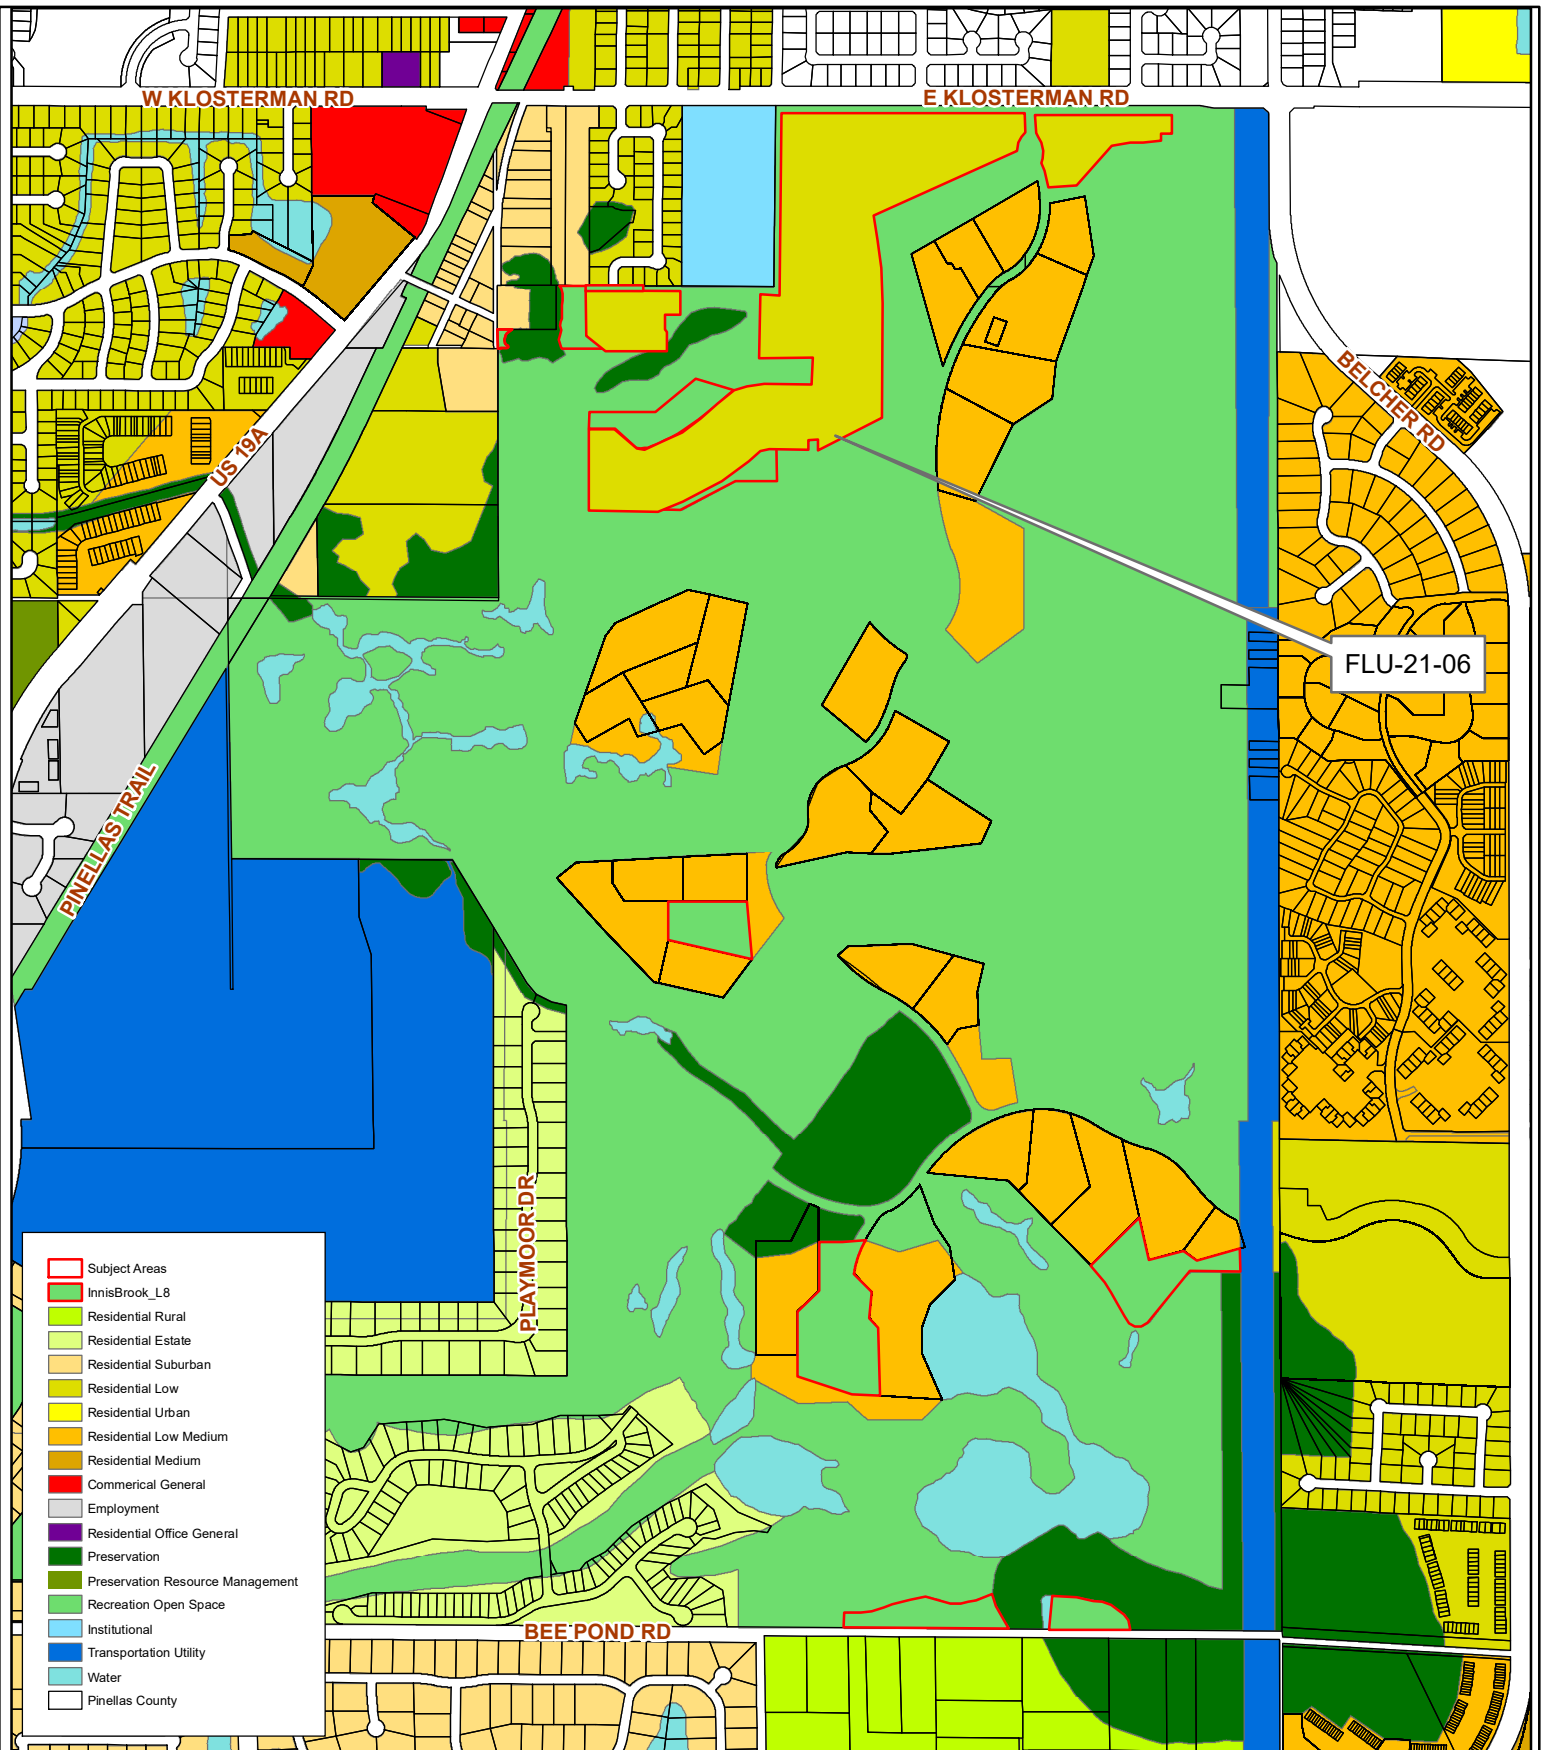 W KLOSTERMAN RD
E KLOSTERMAN RD
BELCHER RD
US 19A
FLU-21-06
PINELLAS TRAIL
PLAYMOOR DR
Subject Areas
InnisBrook_L8
Residential Rural
Residential Estate
Residential Suburban
Residential Low
Residential Urban
Residential Low Medium
Residential Medium
Commerical General
Employment
Residential Office General
Preservation
Preservation Resource Management
Recreation Open Space
Institutional
Transportation Utility
Water
Pinellas County
BEE POND RD